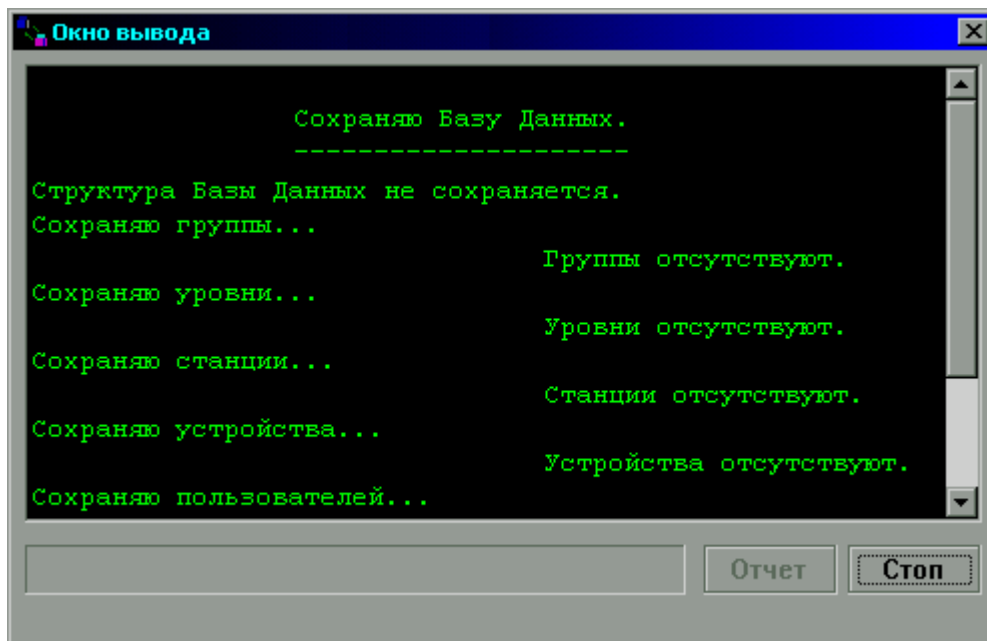 Окно вывода
Сохраняю Базу Данных.
---------------------
Структура Базы Данных не сохраняется.
Сохраняю группы...
Группы отсутствуют.
Сохраняю уровни...
Уровни отсутствуют.
Сохраняю станции...
Станции отсутствуют.
Сохраняю устройства...
Устройства отсутствуют.
Сохраняю пользователей...
Отчет
Стоп